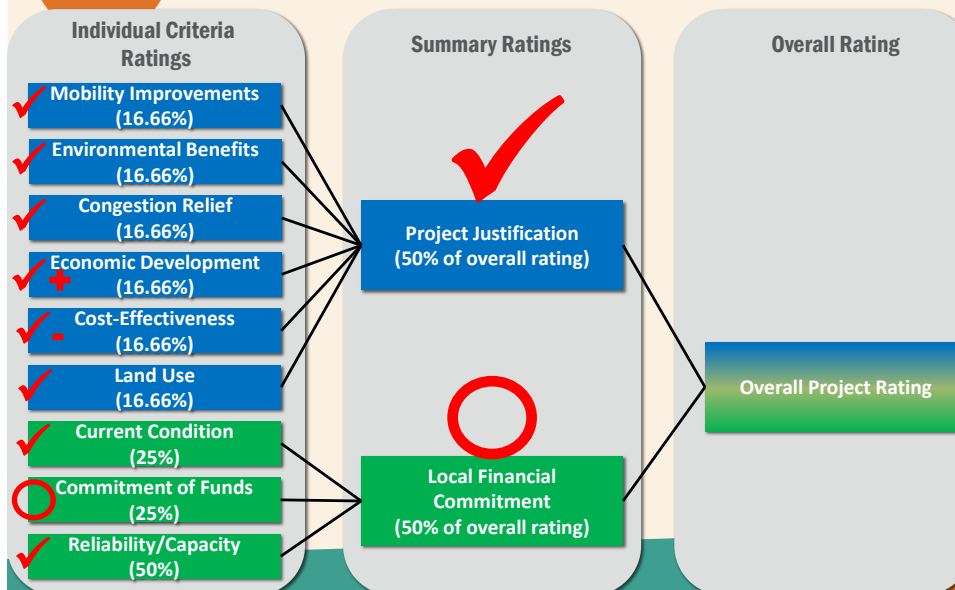 Individual Criteria
Ratings
Mobility Improvements
(16.66%)
Environmental Benefits
(16.66%)
Congestion Relief
(16.66%)
Economic Development
+
(16.66%)
Cost-Effectiveness
-
(16.66%)
Land Use
(16.66%)
Current Condition
(25%)
Commitment of Funds
(25%)
Reliability/Capacity
(50%)
Summary Ratings
Project Justification
(50% of overall rating)
Local Financial
Commitment
(50% of overall rating)
Overall Rating
Overall Project Rating